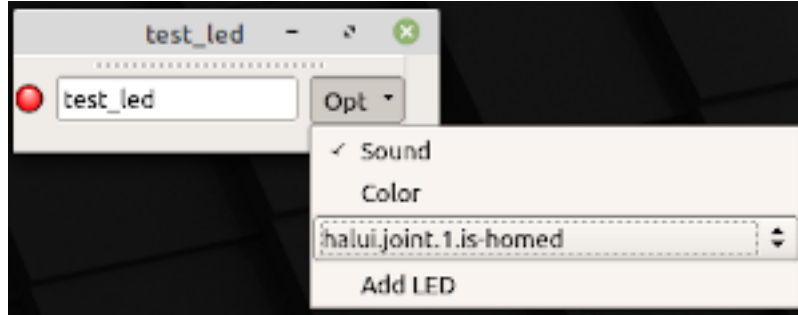 test_led
test_led
Opt
Sound
Color
halui.joint.1.is-homed
Add LED